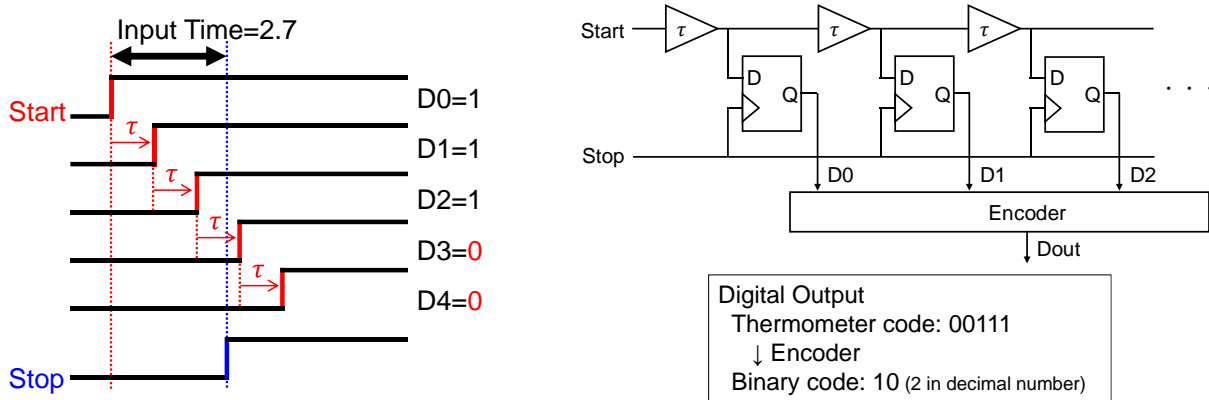 Input Time=2.7
Start
D0=1
τ
D1=1
τ
D2=1
τ
D3=0
τ
D4=0
Stop
Start
τ
τ
τ
D
Q
D
Q
D
Q
. . .
Stop
D0
D1
D2
Encoder
Dout
Digital Output
Thermometer code: 00111
↓ Encoder
Binary code: 10 (2 in decimal number)